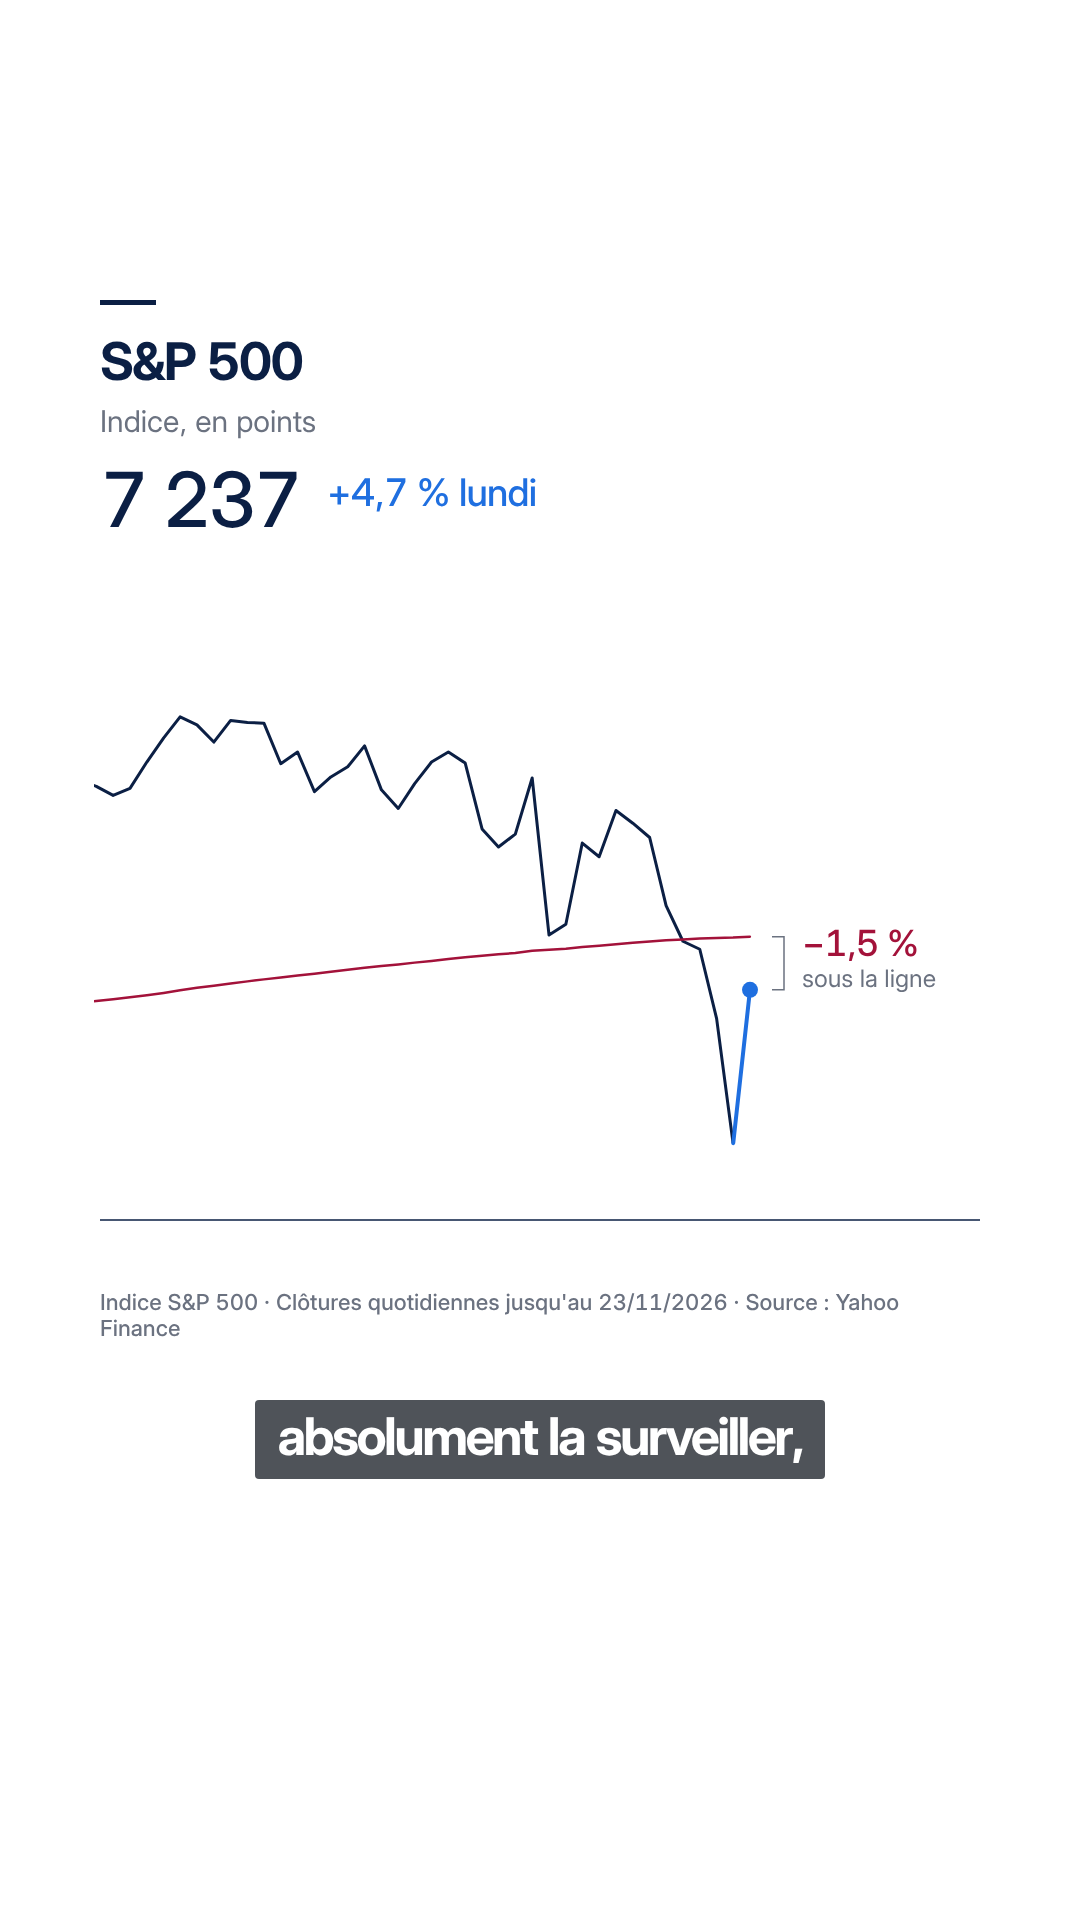 S&P 500
Indice, en points
7 237 +4,7 % lundi
−1,5 %
sous la ligne
Indice S&P 500 · Clôtures quotidiennes jusqu'au 23/11/2026 · Source : Yahoo
Finance
absolument la surveiller,